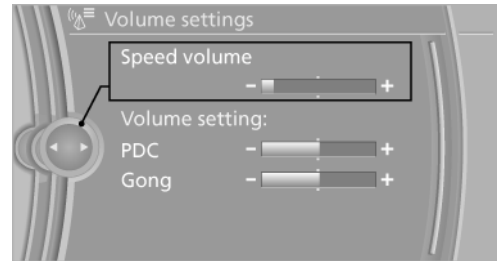 Volume settings
Speed volume
- +
Volume setting:
PDC - +
Gong - +